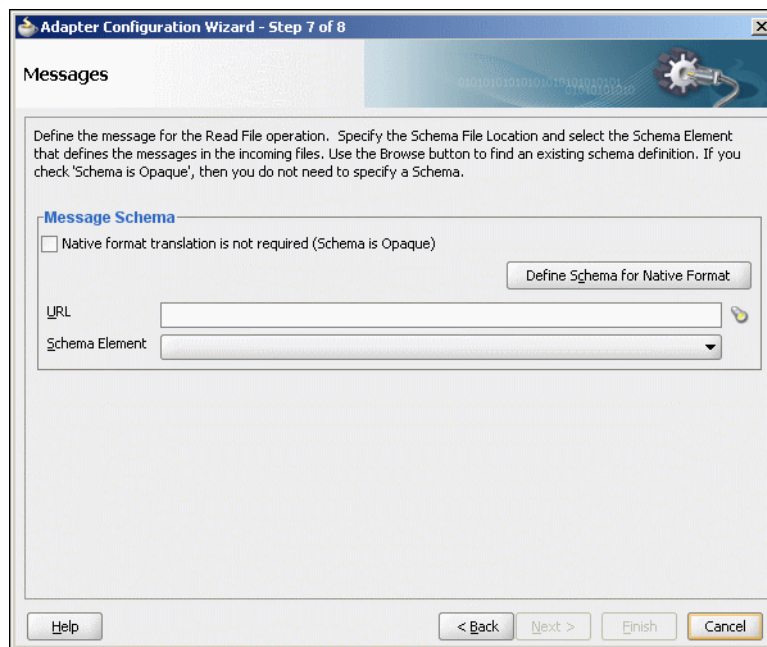 Adapter Configuration Wizard - Step 7 of 8
Messages
Define the message for the Read File operation. Specify the Schema File Location and select the Schema Element
that defines the messages in the incoming files. Use the Browse button to find an existing schema definition. If you
check 'Schema is Opaque', then you do not need to specify a Schema.
Message Schema
Native format translation is not required (Schema is Opaque)
Define Schema for Native Format
URL
Schema Element
Help
< Back
Next >
Finish
Cancel